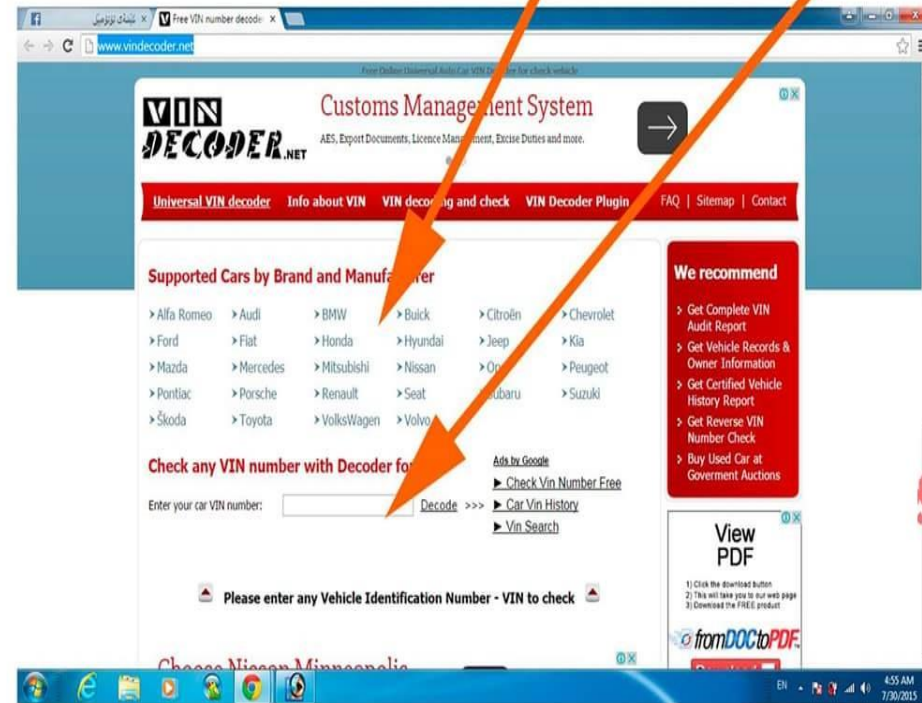 Free VIN number decode
www.vindecoder.net
Free Online Universal Auto Car VIN Decoder for check vehicle
VIN
DECODER.NET
Customs Management System
AES, Export Documents, Licence Management, Excise Duties and more.
Universal VIN decoder Info about VIN VIN decoding and check VIN Decoder Plugin FAQ | Sitemap | Contact
Supported Cars by Brand and Manufacturer
Alfa Romeo Audi BMW Buick Citroën Chevrolet
Ford Fiat Honda Hyundai Jeep Kia
Mazda Mercedes Mitsubishi Nissan Op Peugeot
Pontiac Porsche Renault Seat Subaru Suzuki
Škoda Toyota VolksWagen Volvo
We recommend
Get Complete VIN
Audit Report
Get Vehicle Records &
Owner Information
Get Certified Vehicle
History Report
Get Reverse VIN
Number Check
Buy Used Car at
Goverment Auctions
Check any VIN number with Decoder for
Enter your car VIN number: Decode >>>
Ads by Google
Check Vin Number Free
Car Vin History
Vin Search
Please enter any Vehicle Identification Number - VIN to check
View
PDF
1) Click the download button
2) This will take you to our web page
3) Download the FREE product
fromDOCtoPDF
Choose Nissan Minneapolis
EN
4:55 AM
7/30/2015